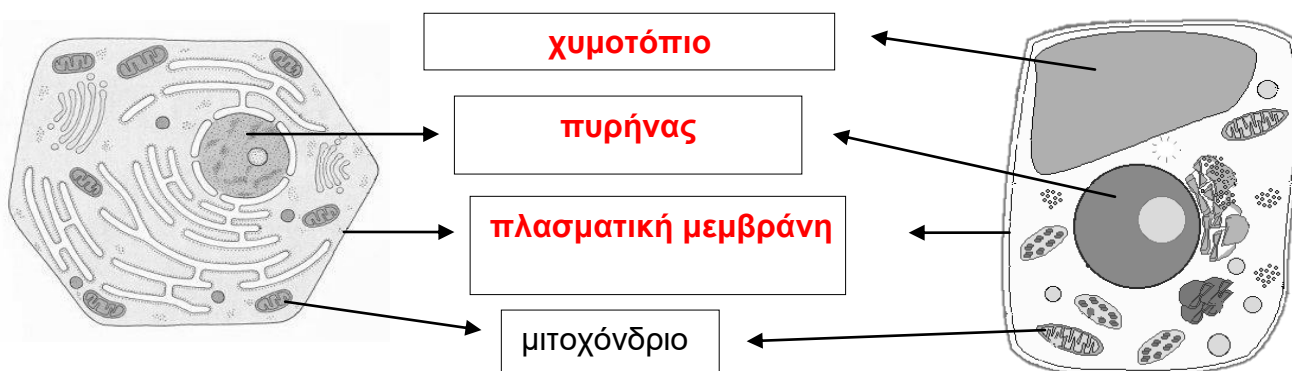 χυμοτόπιο
πυρήνας
πλασματική μεμβράνη
μιτοχόνδριο